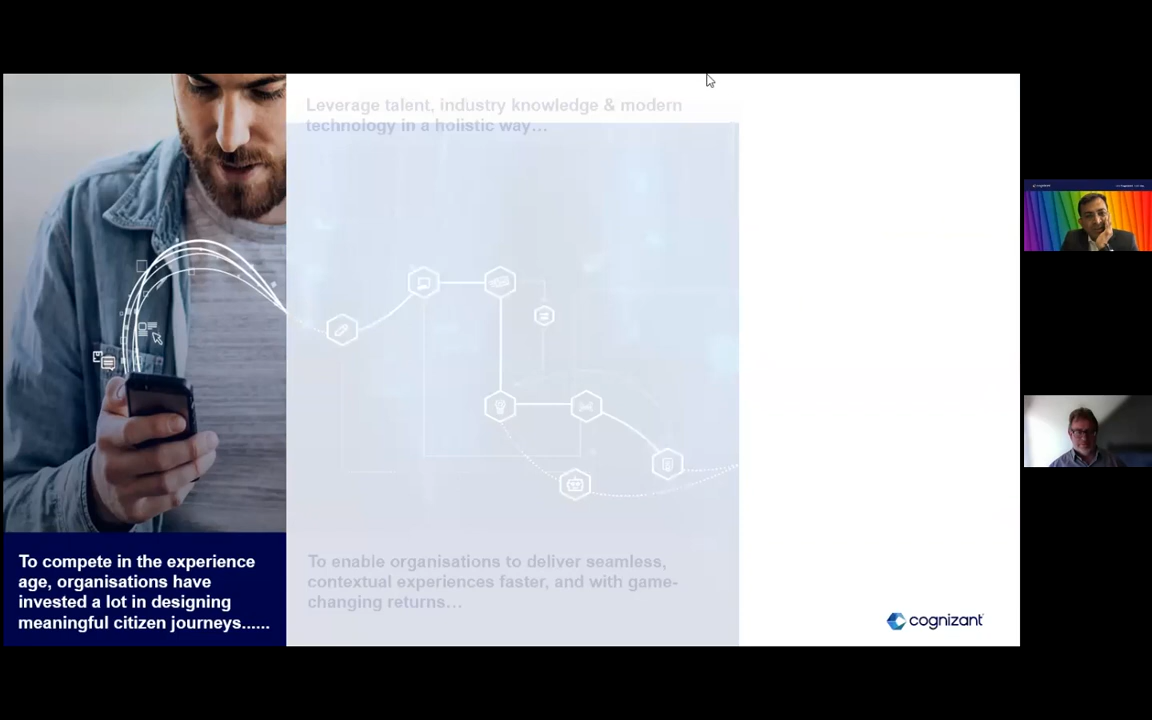 Leverage talent, industry knowledge & modern
technology in a holistic way…
To compete in the experience
age, organisations have
invested a lot in designing
meaningful citizen journeys......
To enable organisations to deliver seamless,
contextual experiences faster, and with game-
changing returns…
cognizant
cognizant